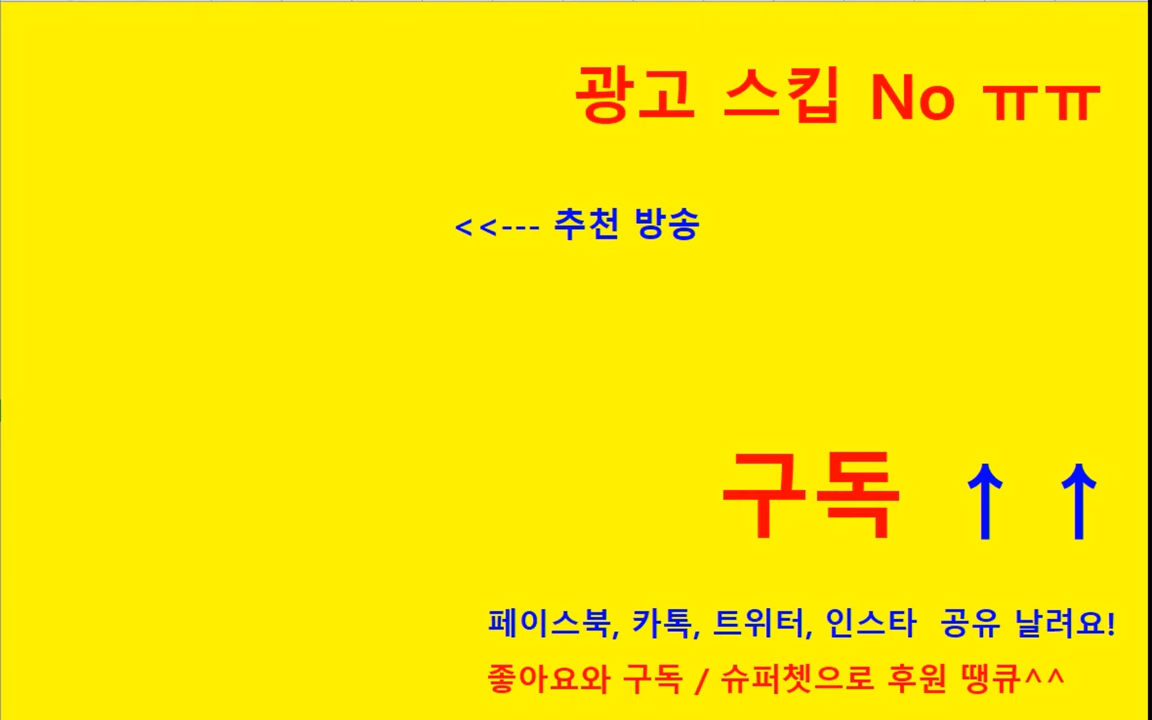 광고 스킵 No ㅠㅠ
<<--- 추천 방송
구독 ↑ ↑
페이스북, 카톡, 트위터, 인스타 공유 날려요!
좋아요와 구독 / 슈퍼쳇으로 후원 땡큐^^